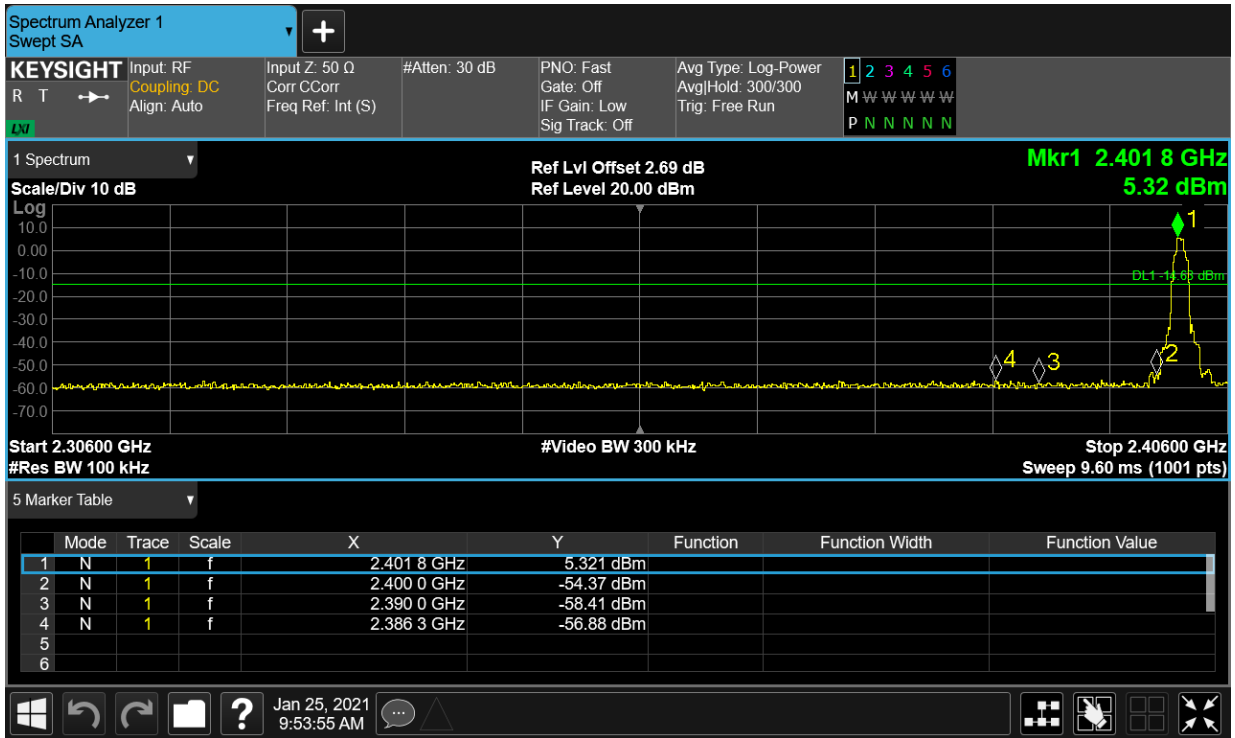 Spectrum Analyzer 1
Swept SA
KEYSIGHT Input: RF Input Z: 50 Ω #Atten: 30 dB PNO: Fast Avg Type: Log-Power 1 2 3 4 5 6
R T Coupling: DC Corr CCorr Gate: Off Avg|Hold: 300/300 M W W W W W
Align: Auto Freq Ref: Int (S) IF Gain: Low Trig: Free Run
LXI Sig Track: Off P N N N N N
1 Spectrum Ref Lvl Offset 2.69 dB Mkr1 2.401 8 GHz
Scale/Div 10 dB Ref Level 20.00 dBm 5.32 dBm
Log
10.0 1
0.00
-10.0 DL1 -14.68 dBm
-20.0
-30.0
-40.0
-50.0 4 3 2
-60.0
-70.0
Start 2.30600 GHz #Video BW 300 kHz Stop 2.40600 GHz
#Res BW 100 kHz Sweep 9.60 ms (1001 pts)
5 Marker Table
Mode Trace Scale X Y Function Function Width Function Value
1 N 1 f 2.401 8 GHz 5.321 dBm
2 N 1 f 2.400 0 GHz -54.37 dBm
3 N 1 f 2.390 0 GHz -58.41 dBm
4 N 1 f 2.386 3 GHz -56.88 dBm
5
6
? Jan 25, 2021
9:53:55 AM